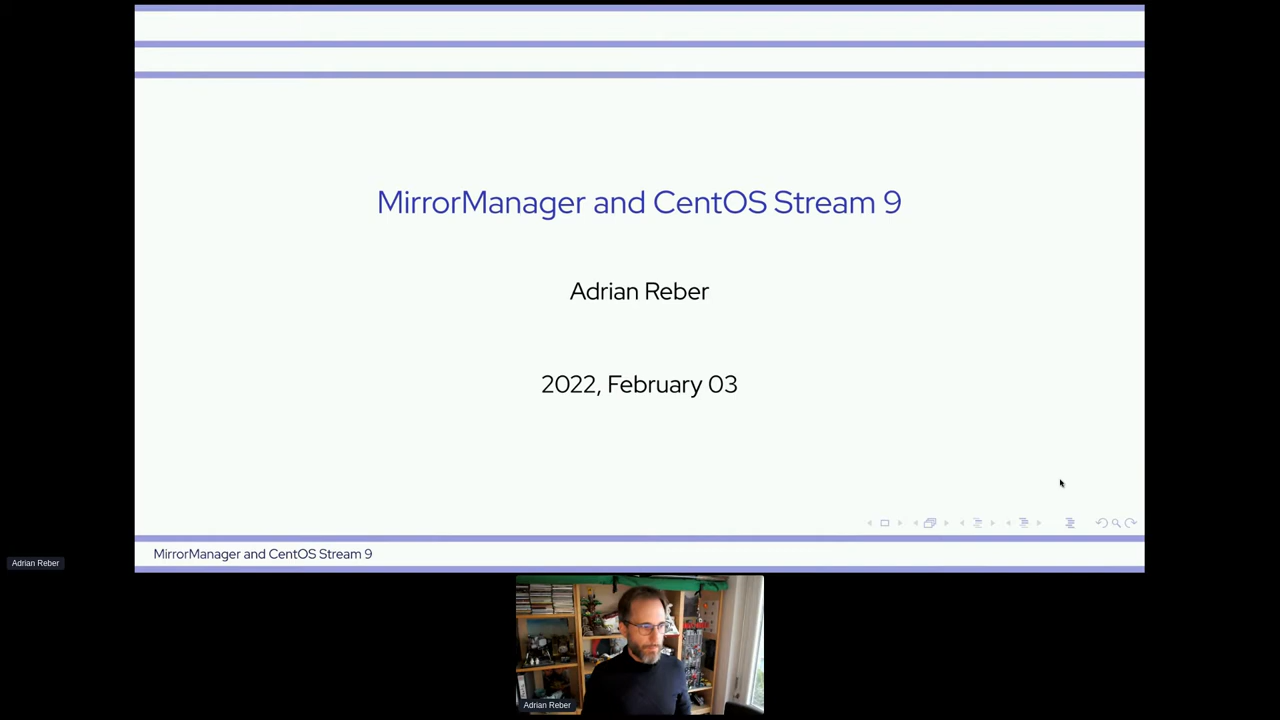 MirrorManager and CentOS Stream 9
Adrian Reber
2022, February 03
MirrorManager and CentOS Stream 9
Adrian Reber
Adrian Reber